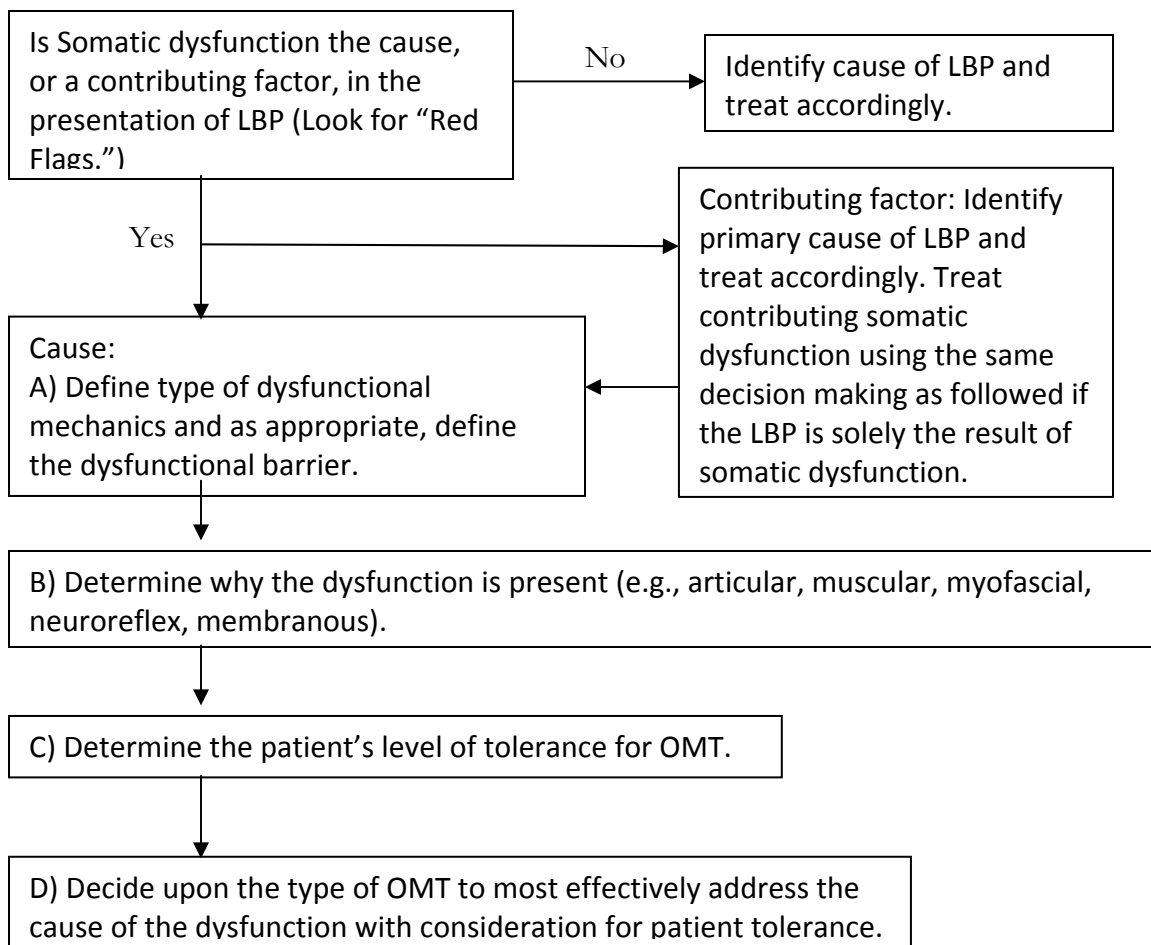 Is Somatic dysfunction the cause,
or a contributing factor, in the
presentation of LBP (Look for “Red
Flags.”)
No
Identify cause of LBP and
treat accordingly.
Yes
Contributing factor: Identify
primary cause of LBP and
treat accordingly. Treat
contributing somatic
dysfunction using the same
decision making as followed if
the LBP is solely the result of
somatic dysfunction.
Cause:
A) Define type of dysfunctional
mechanics and as appropriate, define
the dysfunctional barrier.
B) Determine why the dysfunction is present (e.g., articular, muscular, myofascial,
neuroreflex, membranous).
C) Determine the patient’s level of tolerance for OMT.
D) Decide upon the type of OMT to most effectively address the
cause of the dysfunction with consideration for patient tolerance.